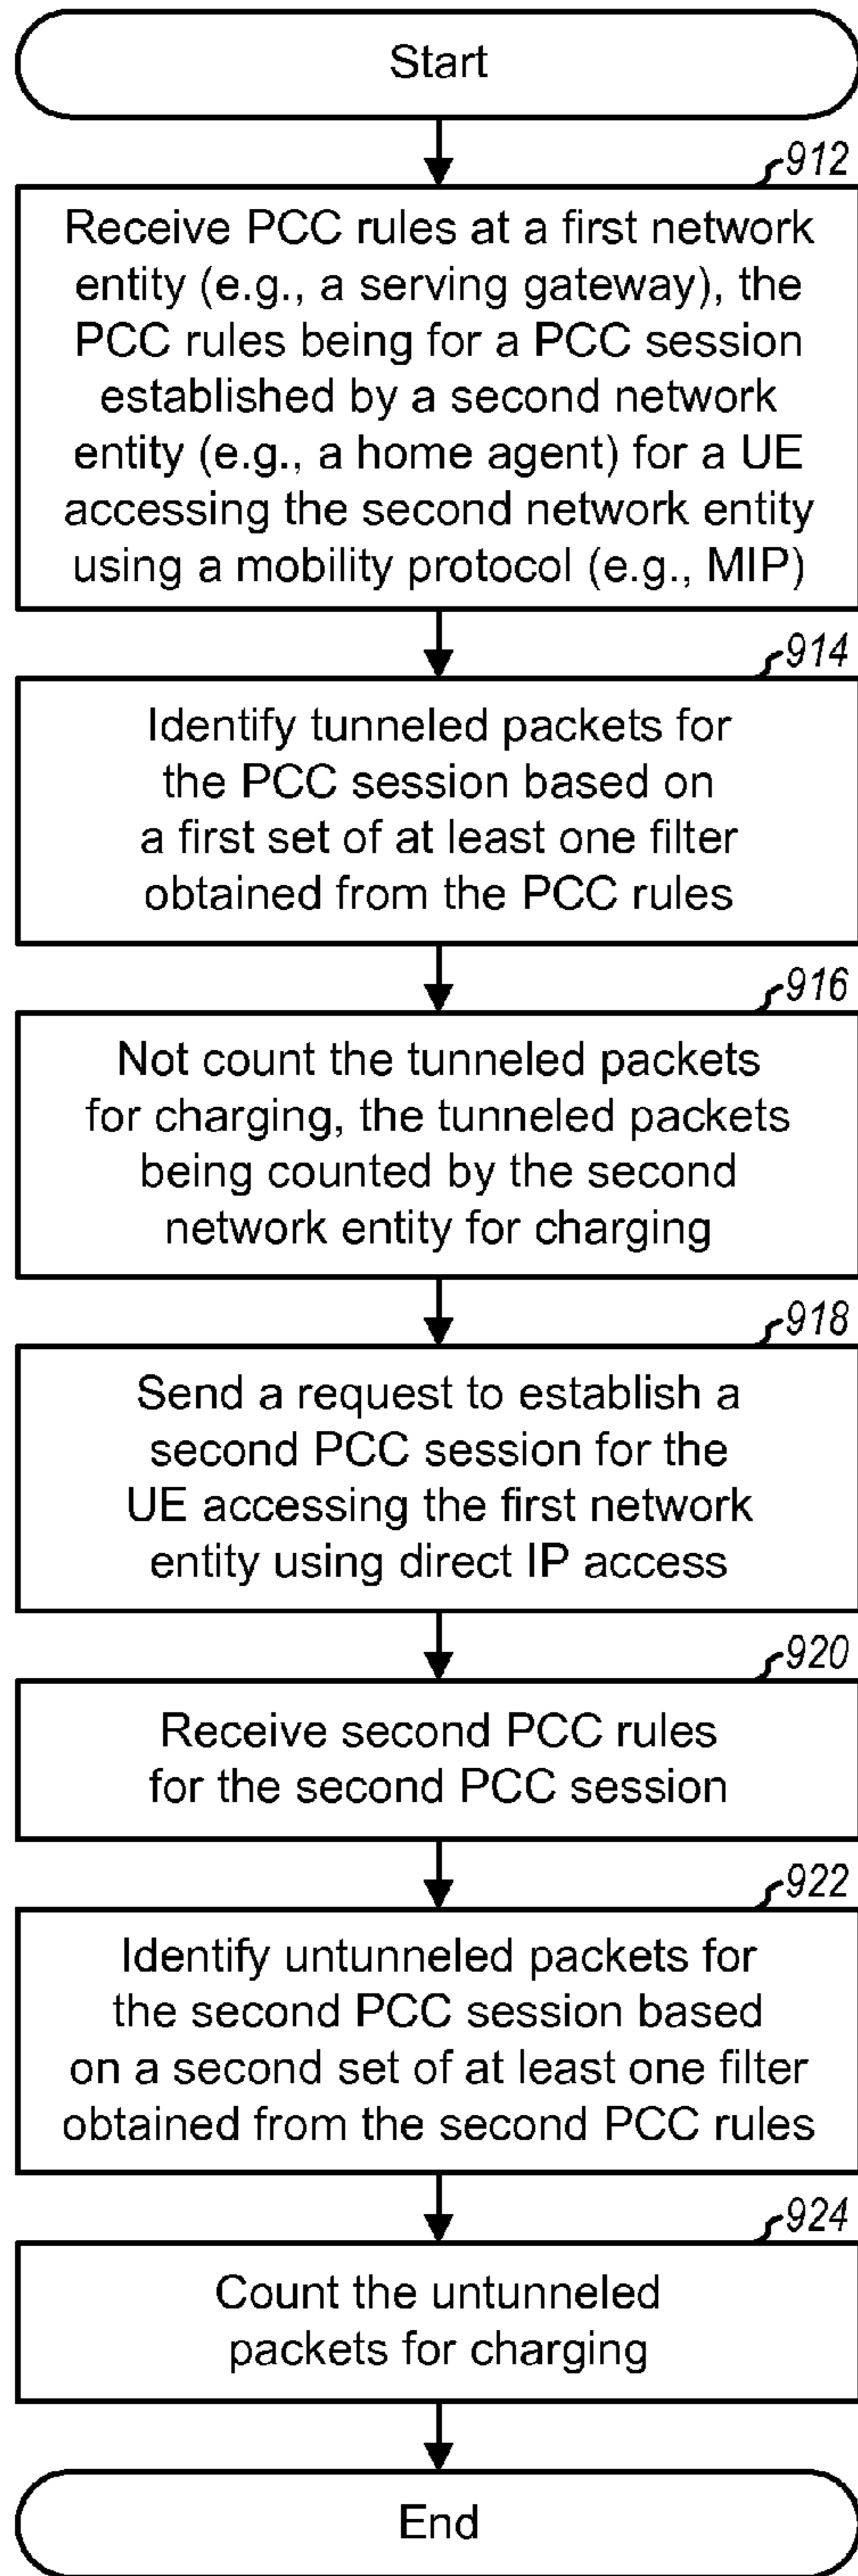 Start
912
Receive PCC rules at a first network
entity (e.g., a serving gateway), the
PCC rules being for a PCC session
established by a second network
entity (e.g., a home agent) for a UE
accessing the second network entity
using a mobility protocol (e.g., MIP)
914
Identify tunneled packets for
the PCC session based on
a first set of at least one filter
obtained from the PCC rules
916
Not count the tunneled packets
for charging, the tunneled packets
being counted by the second
network entity for charging
918
Send a request to establish a
second PCC session for the
UE accessing the first network
entity using direct IP access
920
Receive second PCC rules
for the second PCC session
922
Identify untunneled packets for
the second PCC session based
on a second set of at least one filter
obtained from the second PCC rules
924
Count the untunneled
packets for charging
End